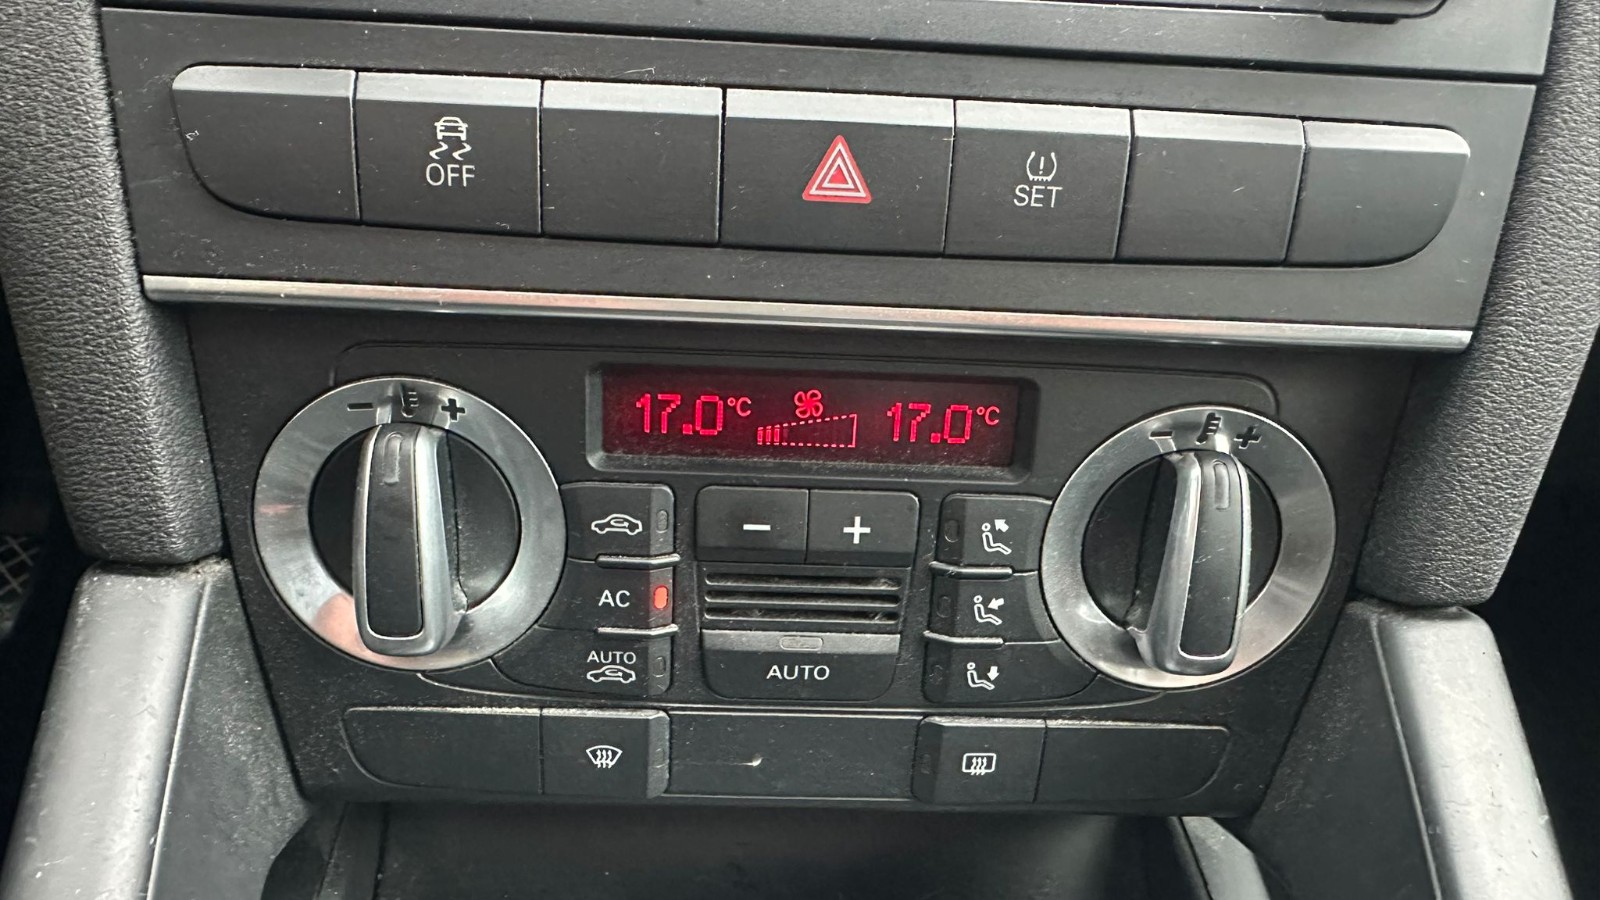 OFF
SET
17.0°C 17.0°C
- +
- +
- +
AC
AUTO
AUTO